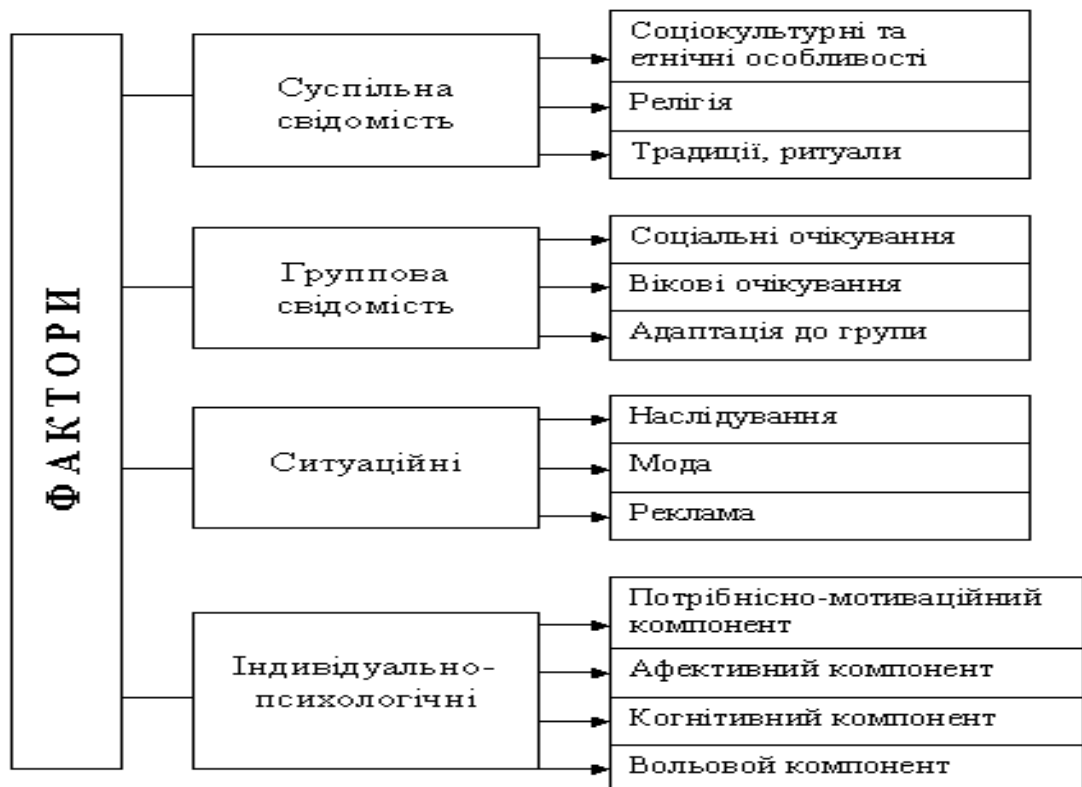 ФАКТОРИ
Суспільна
свідомість
Соціокультурні та
етнічні особливості
Релігія
Традиції, ритуали
Группова
свідомість
Соціальні очікування
Вікові очікування
Адаптація до групи
Ситуаційні
Наслідування
Мода
Реклама
Індивідуально-
психологічні
Потрібнісно-мотиваційний
компонент
Афективний компонент
Когнітивний компонент
Вольовой компонент